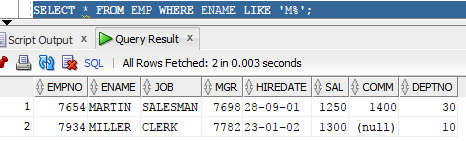 SELECT * FROM EMP WHERE ENAME LIKE 'M%';
Script Output × Query Result ×
SQL | All Rows Fetched: 2 in 0.003 seconds
EMPNO ENAME JOB MGR HIREDATE SAL COMM DEPTNO
1 7654 MARTIN SALESMAN 7698 28-09-01 1250 1400 30
2 7934 MILLER CLERK 7782 23-01-02 1300 (null) 10